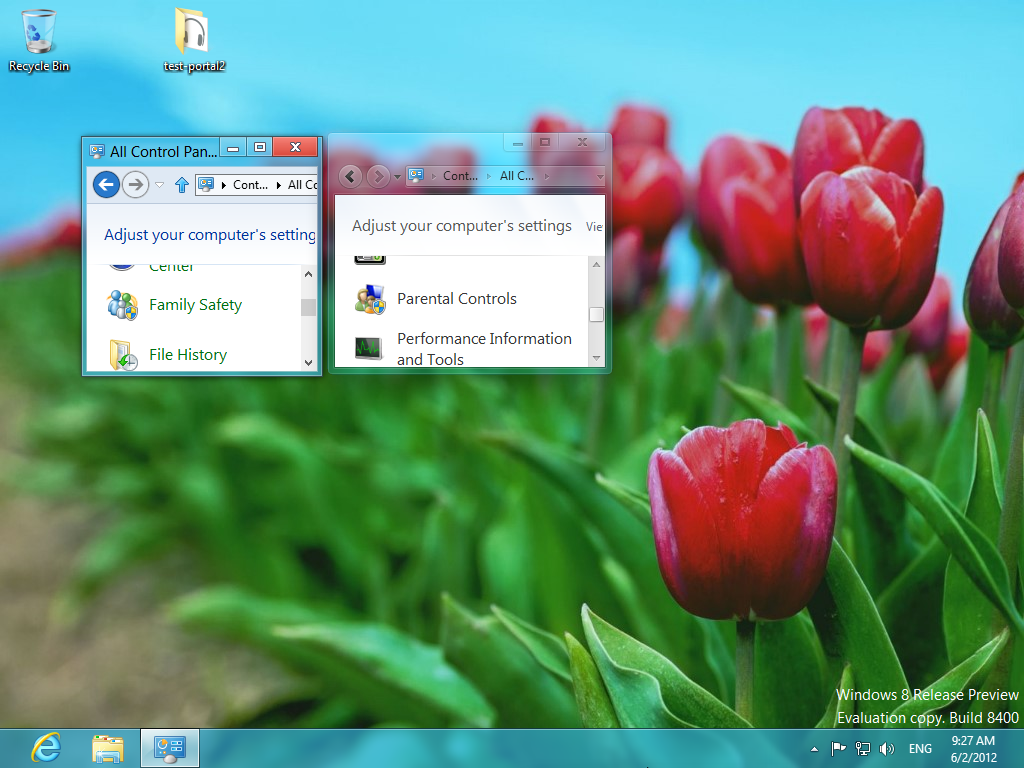 Recycle Bin
test-portal2
All Control Pan...
Cont...
All Cc
Adjust your computer's setting
Center
Family Safety
File History
Cont...
All C...
Adjust your computer's settings
Vie
Parental Controls
Performance Information
and Tools
Windows 8 Release Preview
Evaluation copy. Build 8400
ENG
9:27 AM
6/2/2012